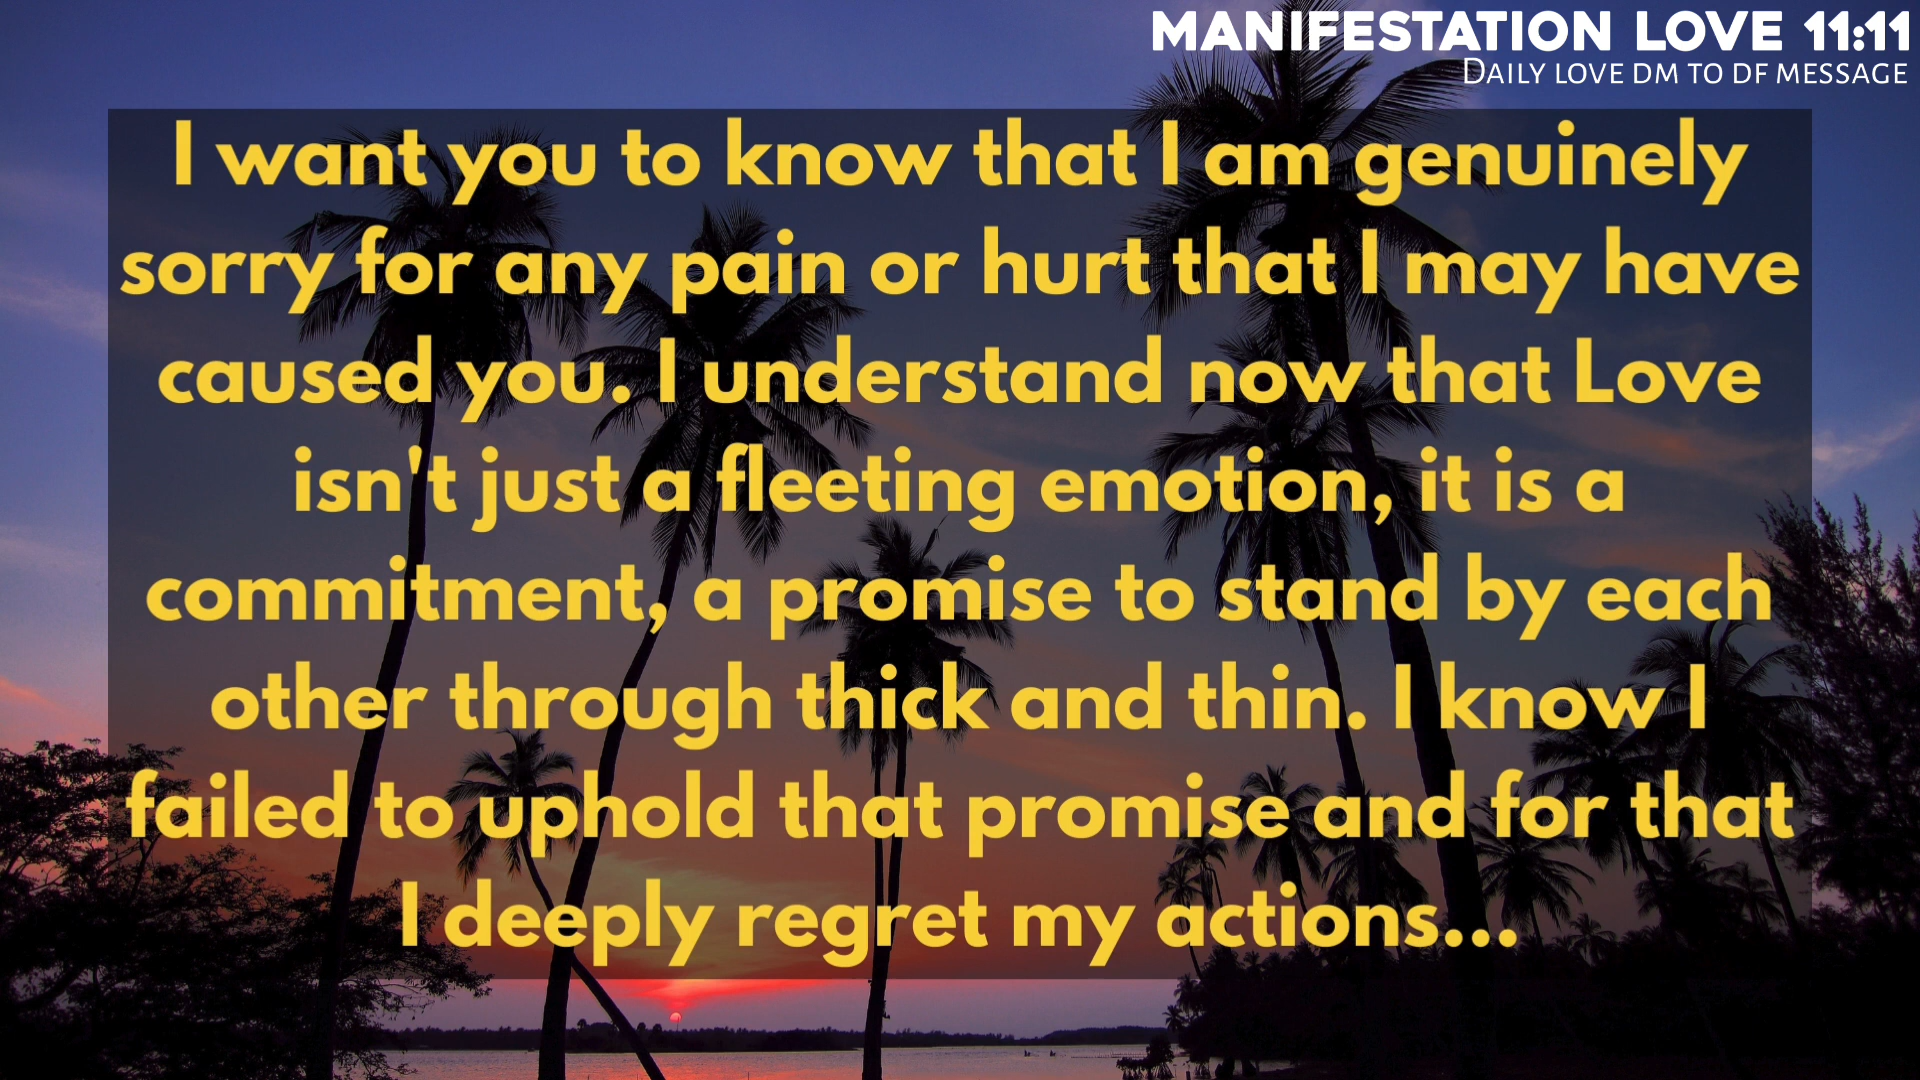 MANIFESTATION LOVE 11:11
DAILY LOVE DM TO DF MESSAGE
I want you to know that I am genuinely
sorry for any pain or hurt that I may have
caused you. I understand now that Love
isn't just a fleeting emotion, it is a
commitment, a promise to stand by each
other through thick and thin. I know I
failed to uphold that promise and for that
I deeply regret my actions...